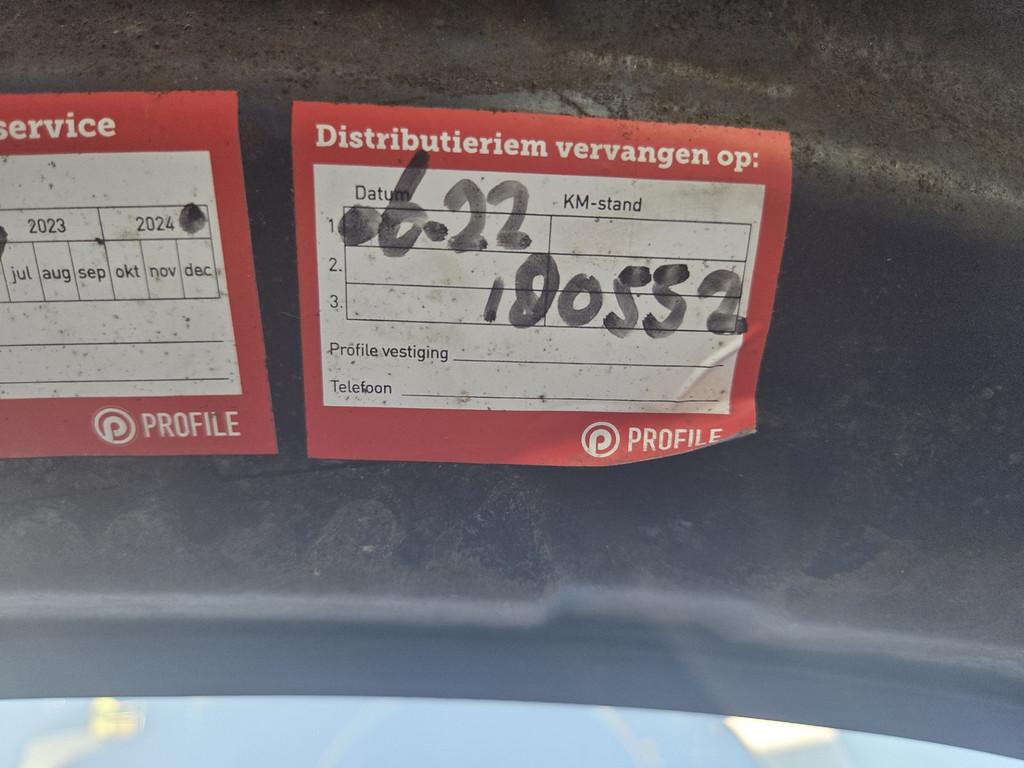 service
2023 2024
jul aug sep okt nov dec
PROFILE
Distributieriem vervangen op:
Datum KM-stand
1. 06-22
2.
3. 180552
Profile vestiging
Telefoon
PROFILE